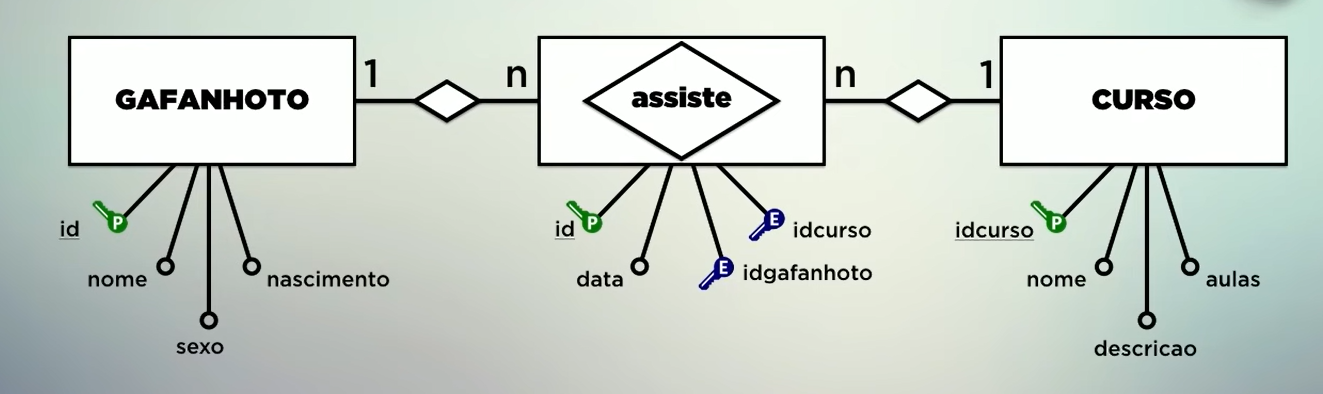 1 n n 1
GAFANHOTO assiste CURSO
P P E P
id id idcurso idcurso
E
nome nascimento data idgafanhoto nome aulas
sexo descricao